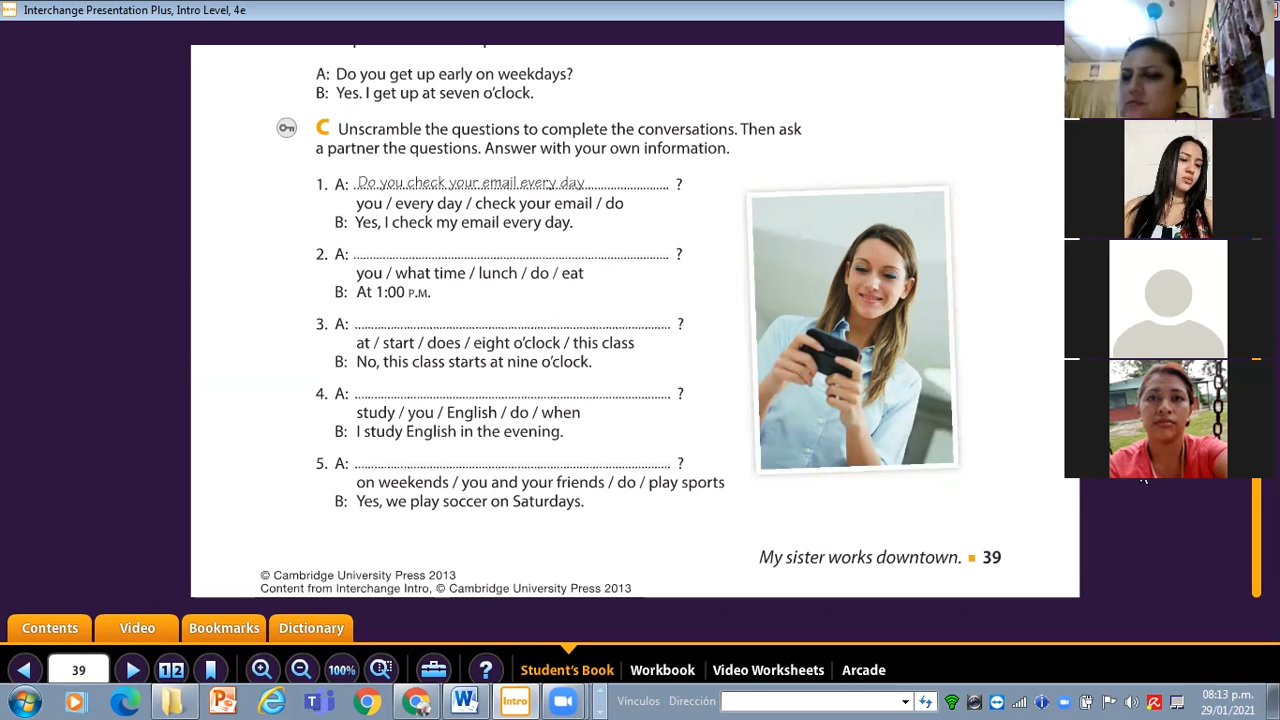 Interchange Presentation Plus, Intro Level, 4e
A: Do you get up early on weekdays?
B: Yes. I get up at seven o'clock.
C Unscramble the questions to complete the conversations. Then ask
a partner the questions. Answer with your own information.
1. A: Do you check your email every day ?
you / every day / check your email / do
B: Yes, I check my email every day.
2. A: ?
you / what time / lunch / do / eat
B: At 1:00 P.M.
3. A: ?
at / start / does / eight o'clock / this class
B: No, this class starts at nine o'clock.
4. A: ?
study / you / English / do / when
B: I study English in the evening.
5. A: ?
on weekends / you and your friends / do / play sports
B: Yes, we play soccer on Saturdays.
My sister works downtown. 39
© Cambridge University Press 2013
Content from Interchange Intro, © Cambridge University Press 2013
Contents Video Bookmarks Dictionary
39 12 100% ? Student's Book Workbook Video Worksheets Arcade
Intro Vínculos Dirección 08:13 p.m.
29/01/2021